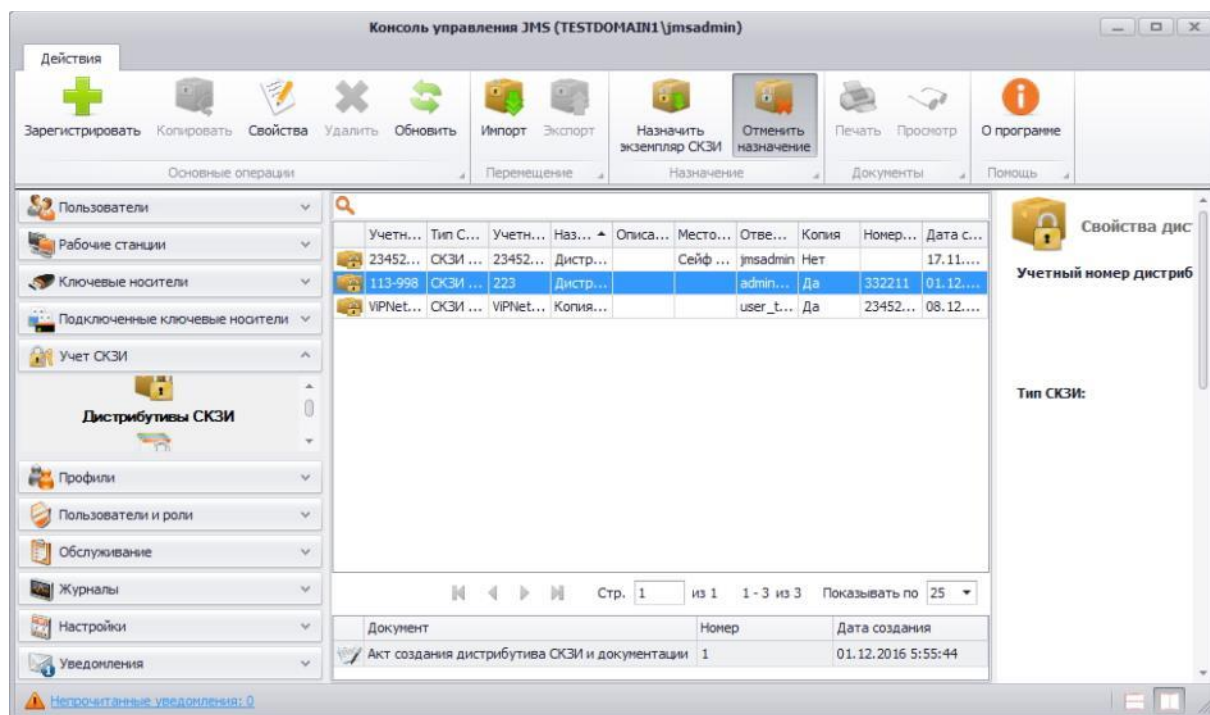 Консоль управления JMS (TESTDOMAIN1\jmsadmin)
Действия
Зарегистрировать Копировать Свойства Удалить Обновить Импорт Экспорт Назначить экземпляр СКЗИ Отменить назначение Печать Просмотр О программе
Основные операции Перемещение Назначение Документы Помощь
Пользователи
Рабочие станции
Ключевые носители
Подключенные ключевые носители
Учет СКЗИ
Дистрибутивы СКЗИ
Профили
Пользователи и роли
Обслуживание
Журналы
Настройки
Уведомления
Учетн... Тип С... Учетн... Наз... Описа... Место... Отве... Копия Номер... Дата с...
23452... СКЗИ ... 23452... Дистр... Сейф ... jmsadmin Нет 17.11....
113-998 СКЗИ ... 223 Дистр... admin... Да 332211 01.12....
ViPNet... СКЗИ ... ViPNet... Копия... user_t... Да 23452... 08.12....
Стр. 1 из 1 1 - 3 из 3 Показывать по 25
Документ Номер Дата создания
Акт создания дистрибутива СКЗИ и документации 1 01.12.2016 5:55:44
Свойства дис
Учетный номер дистриб
Тип СКЗИ:
Непрочитанные уведомления: 0